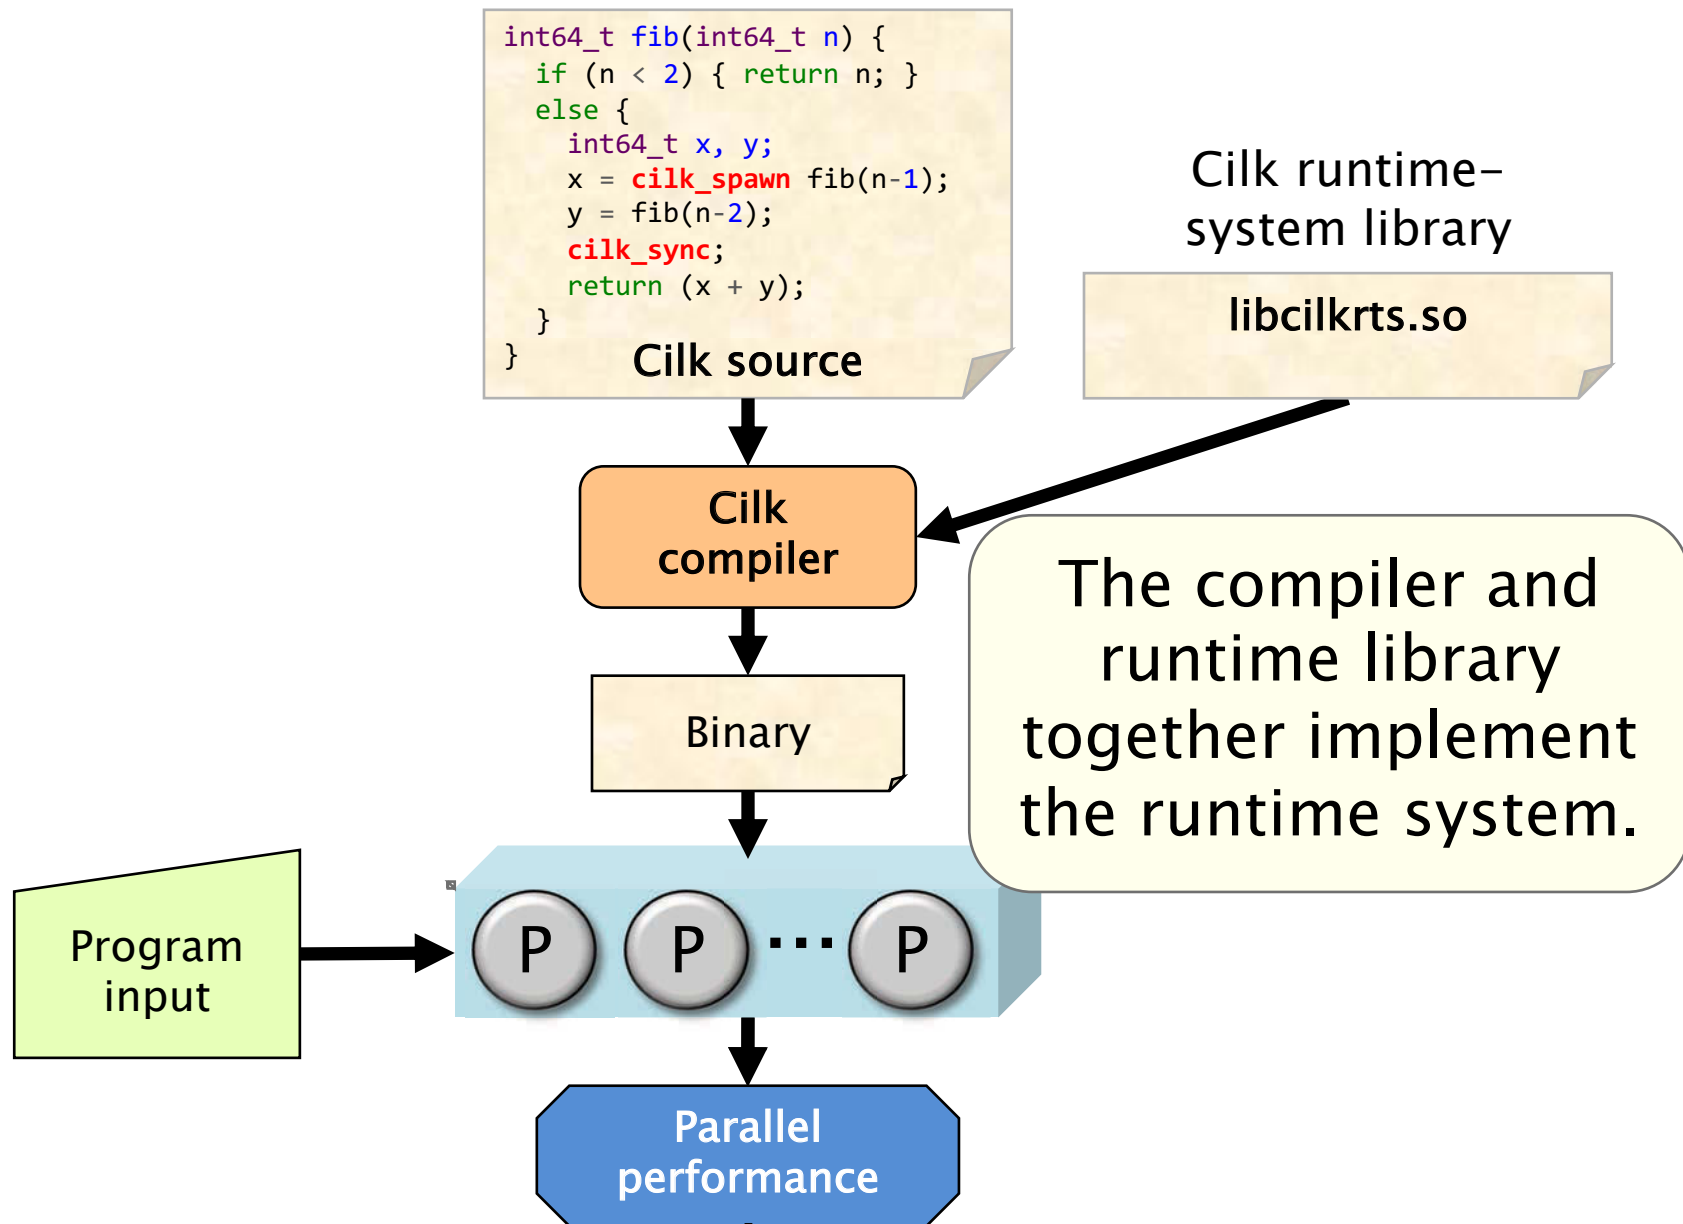 int64_t fib(int64_t n) {
  if (n < 2) { return n; }
  else {
    int64_t x, y;
    x = cilk_spawn fib(n-1);
    y = fib(n-2);
    cilk_sync;
    return (x + y);
  }
}
Cilk source
Cilk runtime-
system library
libcilkrts.so
Cilk
compiler
The compiler and
runtime library
together implement
the runtime system.
Binary
Program
input
P P ... P
Parallel
performance